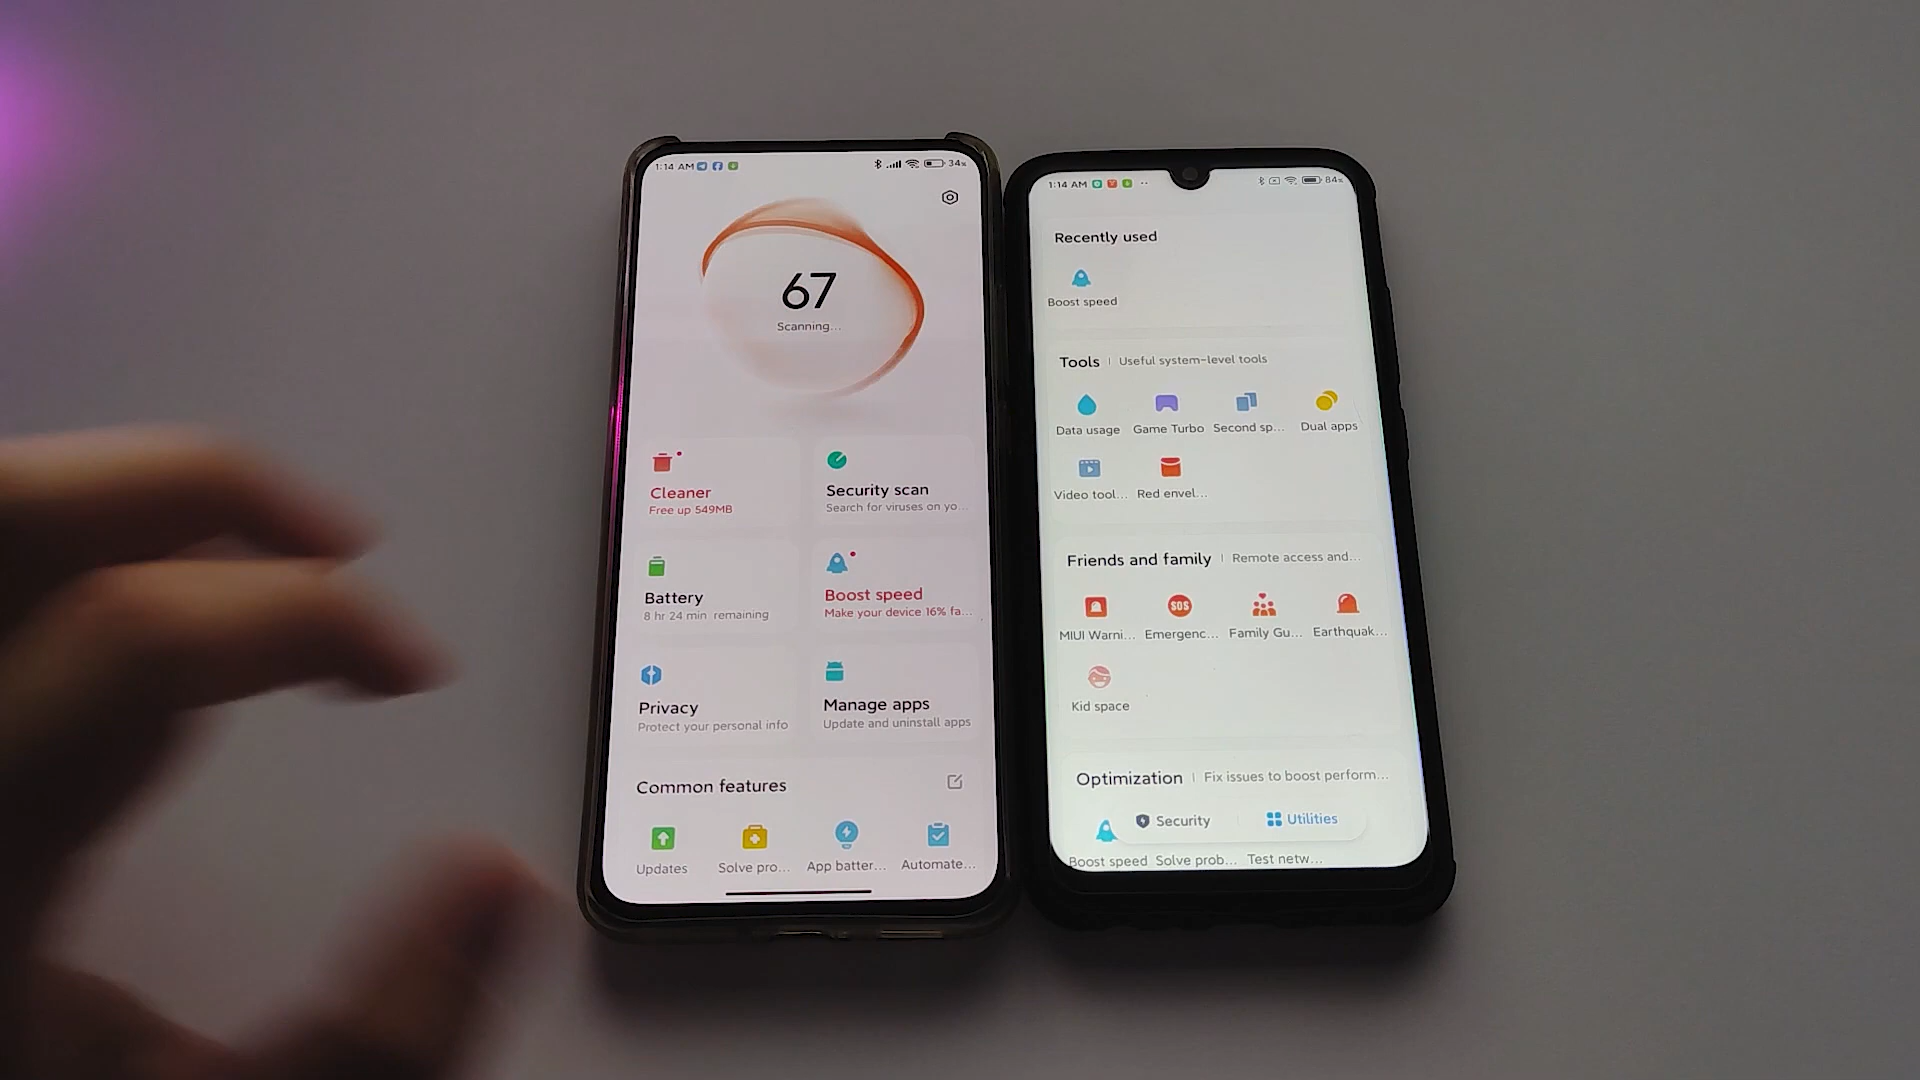 1:14 AM
34%
67
Scanning...
Cleaner
Free up 549MB
Security scan
Search for viruses on yo...
Battery
8 hr 24 min remaining
Boost speed
Make your device 16% fa...
Privacy
Protect your personal info
Manage apps
Update and uninstall apps
Common features
Updates
Solve pro...
App batter...
Automate...
1:14 AM
84%
Recently used
Boost speed
Tools | Useful system-level tools
Data usage
Game Turbo
Second sp...
Dual apps
Video tool...
Red envel...
Friends and family | Remote access and...
SOS
MIUI Warni...
Emergenc...
Family Gu...
Earthquak...
Kid space
Optimization | Fix issues to boost perform...
Security
Utilities
Boost speed
Solve prob...
Test netw...